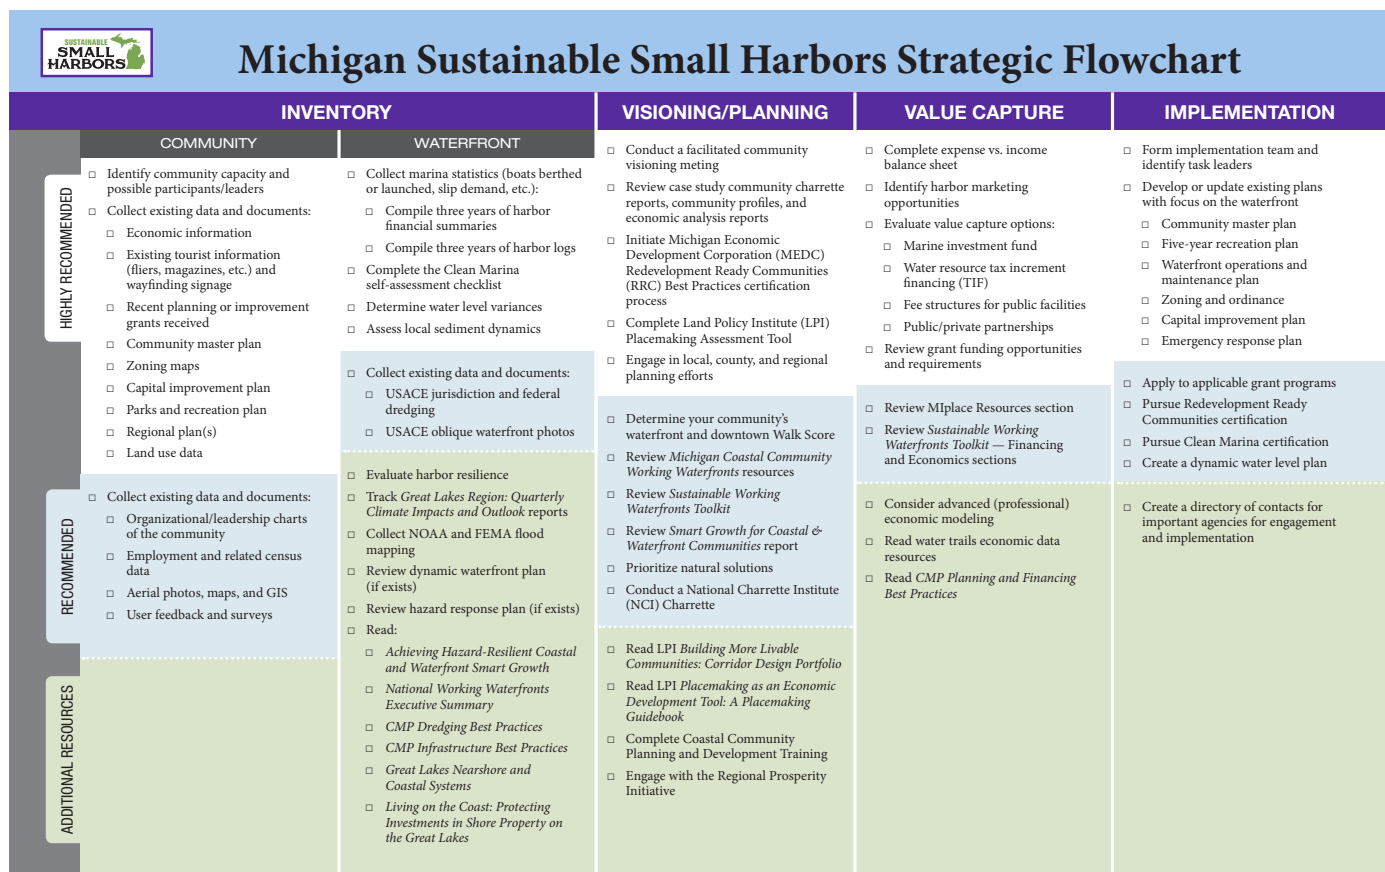 SUSTAINABLE
SMALL
HARBORS
Michigan Sustainable Small Harbors Strategic Flowchart
INVENTORY
VISIONING/PLANNING
VALUE CAPTURE
IMPLEMENTATION
COMMUNITY
WATERFRONT
HIGHLY RECOMMENDED
RECOMMENDED
ADDITIONAL RESOURCES
□ Identify community capacity and
possible participants/leaders
□ Collect existing data and documents:
□ Economic information
□ Existing tourist information
(fliers, magazines, etc.) and
wayfinding signage
□ Recent planning or improvement
grants received
□ Community master plan
□ Zoning maps
□ Capital improvement plan
□ Parks and recreation plan
□ Regional plan(s)
□ Land use data
□ Collect existing data and documents:
□ Organizational/leadership charts
of the community
□ Employment and related census
data
□ Aerial photos, maps, and GIS
□ User feedback and surveys
□ Collect marina statistics (boats berthed
or launched, slip demand, etc.):
□ Compile three years of harbor
financial summaries
□ Compile three years of harbor logs
□ Complete the Clean Marina
self-assessment checklist
□ Determine water level variances
□ Assess local sediment dynamics
□ Collect existing data and documents:
□ USACE jurisdiction and federal
dredging
□ USACE oblique waterfront photos
□ Evaluate harbor resilience
□ Track Great Lakes Region: Quarterly
Climate Impacts and Outlook reports
□ Collect NOAA and FEMA flood
mapping
□ Review dynamic waterfront plan
(if exists)
□ Review hazard response plan (if exists)
□ Read:
□ Achieving Hazard-Resilient Coastal
and Waterfront Smart Growth
□ National Working Waterfronts
Executive Summary
□ CMP Dredging Best Practices
□ CMP Infrastructure Best Practices
□ Great Lakes Nearshore and
Coastal Systems
□ Living on the Coast: Protecting
Investments in Shore Property on
the Great Lakes
□ Conduct a facilitated community
visioning meting
□ Review case study community charrette
reports, community profiles, and
economic analysis reports
□ Initiate Michigan Economic
Development Corporation (MEDC)
Redevelopment Ready Communities
(RRC) Best Practices certification
process
□ Complete Land Policy Institute (LPI)
Placemaking Assessment Tool
□ Engage in local, county, and regional
planning efforts
□ Determine your community's
waterfront and downtown Walk Score
□ Review Michigan Coastal Community
Working Waterfronts resources
□ Review Sustainable Working
Waterfronts Toolkit
□ Review Smart Growth for Coastal &
Waterfront Communities report
□ Prioritize natural solutions
□ Conduct a National Charrette Institute
(NCI) Charrette
□ Read LPI Building More Livable
Communities: Corridor Design Portfolio
□ Read LPI Placemaking as an Economic
Development Tool: A Placemaking
Guidebook
□ Complete Coastal Community
Planning and Development Training
□ Engage with the Regional Prosperity
Initiative
□ Complete expense vs. income
balance sheet
□ Identify harbor marketing
opportunities
□ Evaluate value capture options:
□ Marine investment fund
□ Water resource tax increment
financing (TIF)
□ Fee structures for public facilities
□ Public/private partnerships
□ Review grant funding opportunities
and requirements
□ Review MIplace Resources section
□ Review Sustainable Working
Waterfronts Toolkit — Financing
and Economics sections
□ Consider advanced (professional)
economic modeling
□ Read water trails economic data
resources
□ Read CMP Planning and Financing
Best Practices
□ Form implementation team and
identify task leaders
□ Develop or update existing plans
with focus on the waterfront
□ Community master plan
□ Five-year recreation plan
□ Waterfront operations and
maintenance plan
□ Zoning and ordinance
□ Capital improvement plan
□ Emergency response plan
□ Apply to applicable grant programs
□ Pursue Redevelopment Ready
Communities certification
□ Pursue Clean Marina certification
□ Create a dynamic water level plan
□ Create a directory of contacts for
important agencies for engagement
and implementation